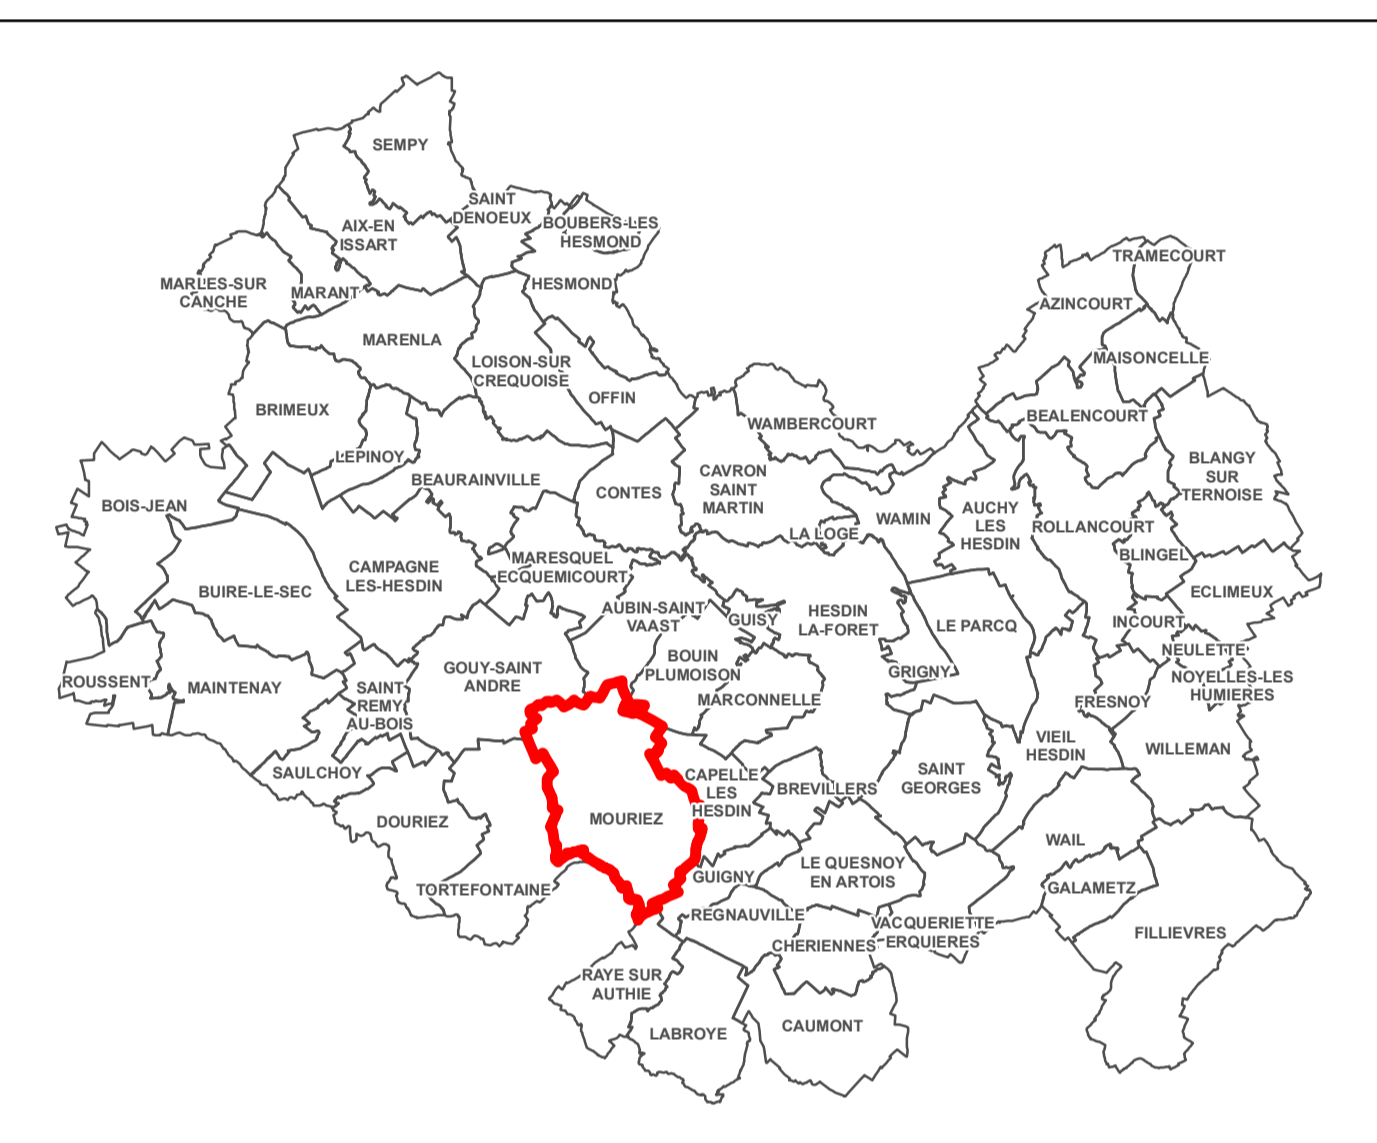 SEMPY
SAINT
DENOEUX
BOUBERS-LES
HESMOND
AIX-EN
ISSART
TRAMECOURT
MARLES-SUR
CANCHE
MARANT
HESMOND
AZINCOURT
MARENLA
LOISON-SUR
CREQUOISE
MAISONCELLE
OFFIN
BRIMEUX
WAMBERCOURT
BEALENCOURT
LEPINOY
BEAURAINVILLE
CONTES
CAVRON
SAINT
MARTIN
BLANGY
SUR
TERNOISE
BOIS-JEAN
LA LOGE
WAMIN
AUCHY
LES
HESDIN
ROLLANCOURT
BLINGEL
MARESQUEL
ECQUEMICOURT
CAMPAGNE
LES-HESDIN
BUIRE-LE-SEC
ECLIMEUX
AUBIN-SAINT
VAAST
GUISY
HESDIN
LA-FORET
LE PARCQ
INCOURT
NEULETTE
GOUY-SAINT
ANDRE
BOUIN
PLUMOISON
GRIGNY
NOYELLES-LES
HUMIERES
ROUSSENT
MAINTENAY
SAINT
REMY
AU-BOIS
MARCONNELLE
FRESNOY
VIEIL
HESDIN
WILLEMAN
SAULCHOY
CAPELLE
LES
HESDIN
BREVILLERS
SAINT
GEORGES
DOURIEZ
MOURIEZ
WAIL
TORTEFONTAINE
GUIGNY
LE QUESNOY
EN ARTOIS
GALAMETZ
REGNAUVILLE
CHERIENNES
VACQUERIETTE
ERQUIERES
FILLIEVRES
RAYE SUR
AUTHIE
LABROYE
CAUMONT